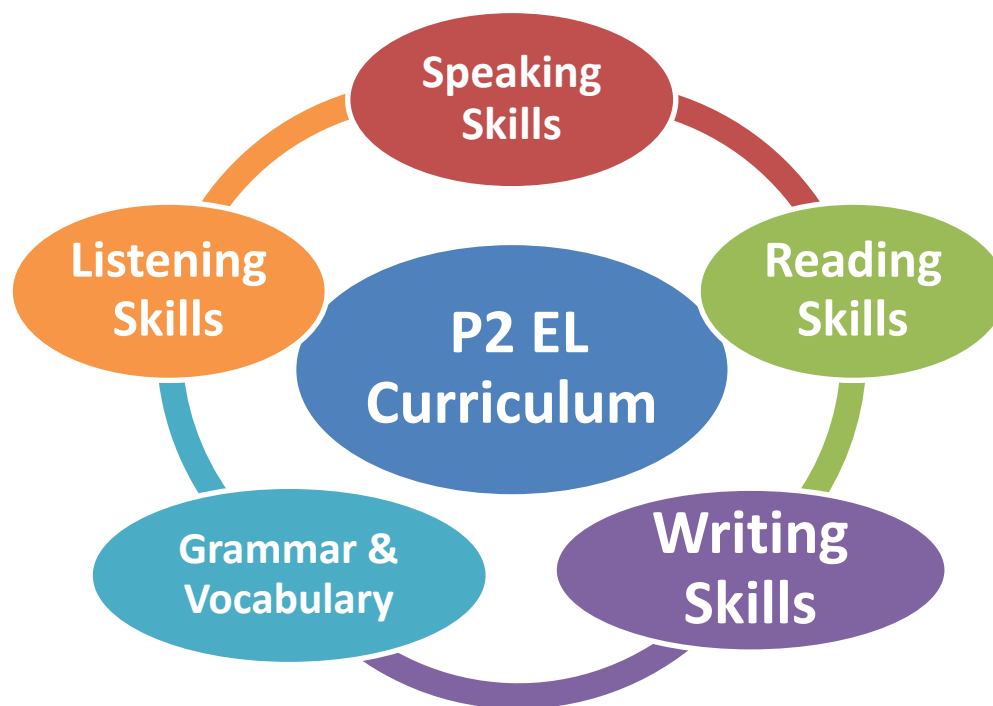 Speaking
Skills
Listening
Skills
Reading
Skills
P2 EL
Curriculum
Grammar &
Vocabulary
Writing
Skills